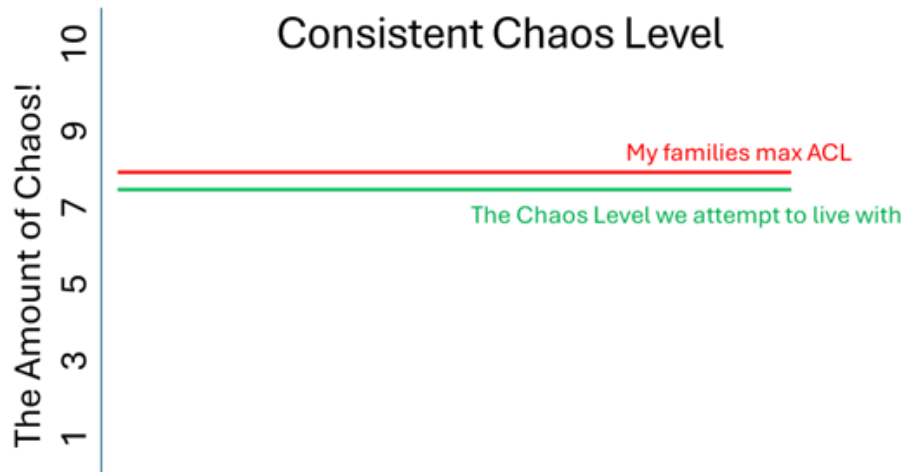 Consistent Chaos Level
The Amount of Chaos!
10
9
7
5
3
1
My families max ACL
The Chaos Level we attempt to live with